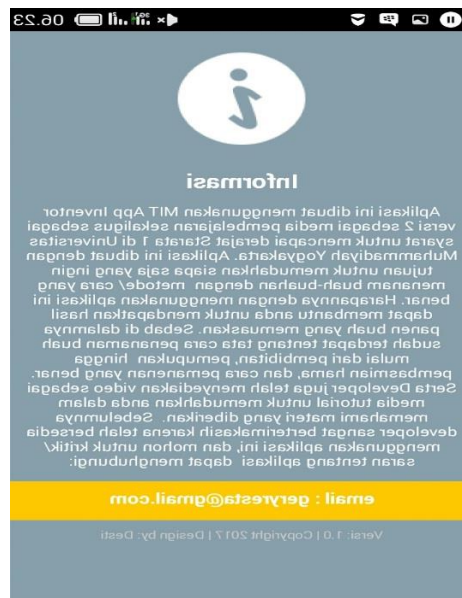 06.23
Informasi
Aplikasi ini dibuat menggunakan MIT App Inventor
versi 2 sebagai media pembelajaran sekaligus sebagai
syarat untuk mencapai derajat Starata 1 di Universitas
Muhammadiyah Yogyakarta. Aplikasi ini dibuat dengan
tujuan untuk memudahkan siapa saja yang ingin
menanam buah-buahan dengan metode/ cara yang
benar. Harapannya dengan menggunakan aplikasi ini
dapat membantu anda untuk mendapatkan hasil
panen buah yang memuaskan. Sebab di dalamnya
sudah terdapat tentang tata cara penanaman buah
mulai dari pembibitan, pemupukan hingga
pembasmian hama, dan cara pemanenan yang benar.
Serta Developer juga telah menyediakan video sebagai
media tutorial untuk memudahkan anda dalam
memahami materi yang diberikan. Sebelumnya
developer sangat berterimakasih karena telah bersedia
menggunakan aplikasi ini, dan mohon untuk kritik/
saran tentang aplikasi dapat menghubungi:
email : geryresta@gmail.com
Versi: 1.0 | Copyright 2017 | Design by: Desti